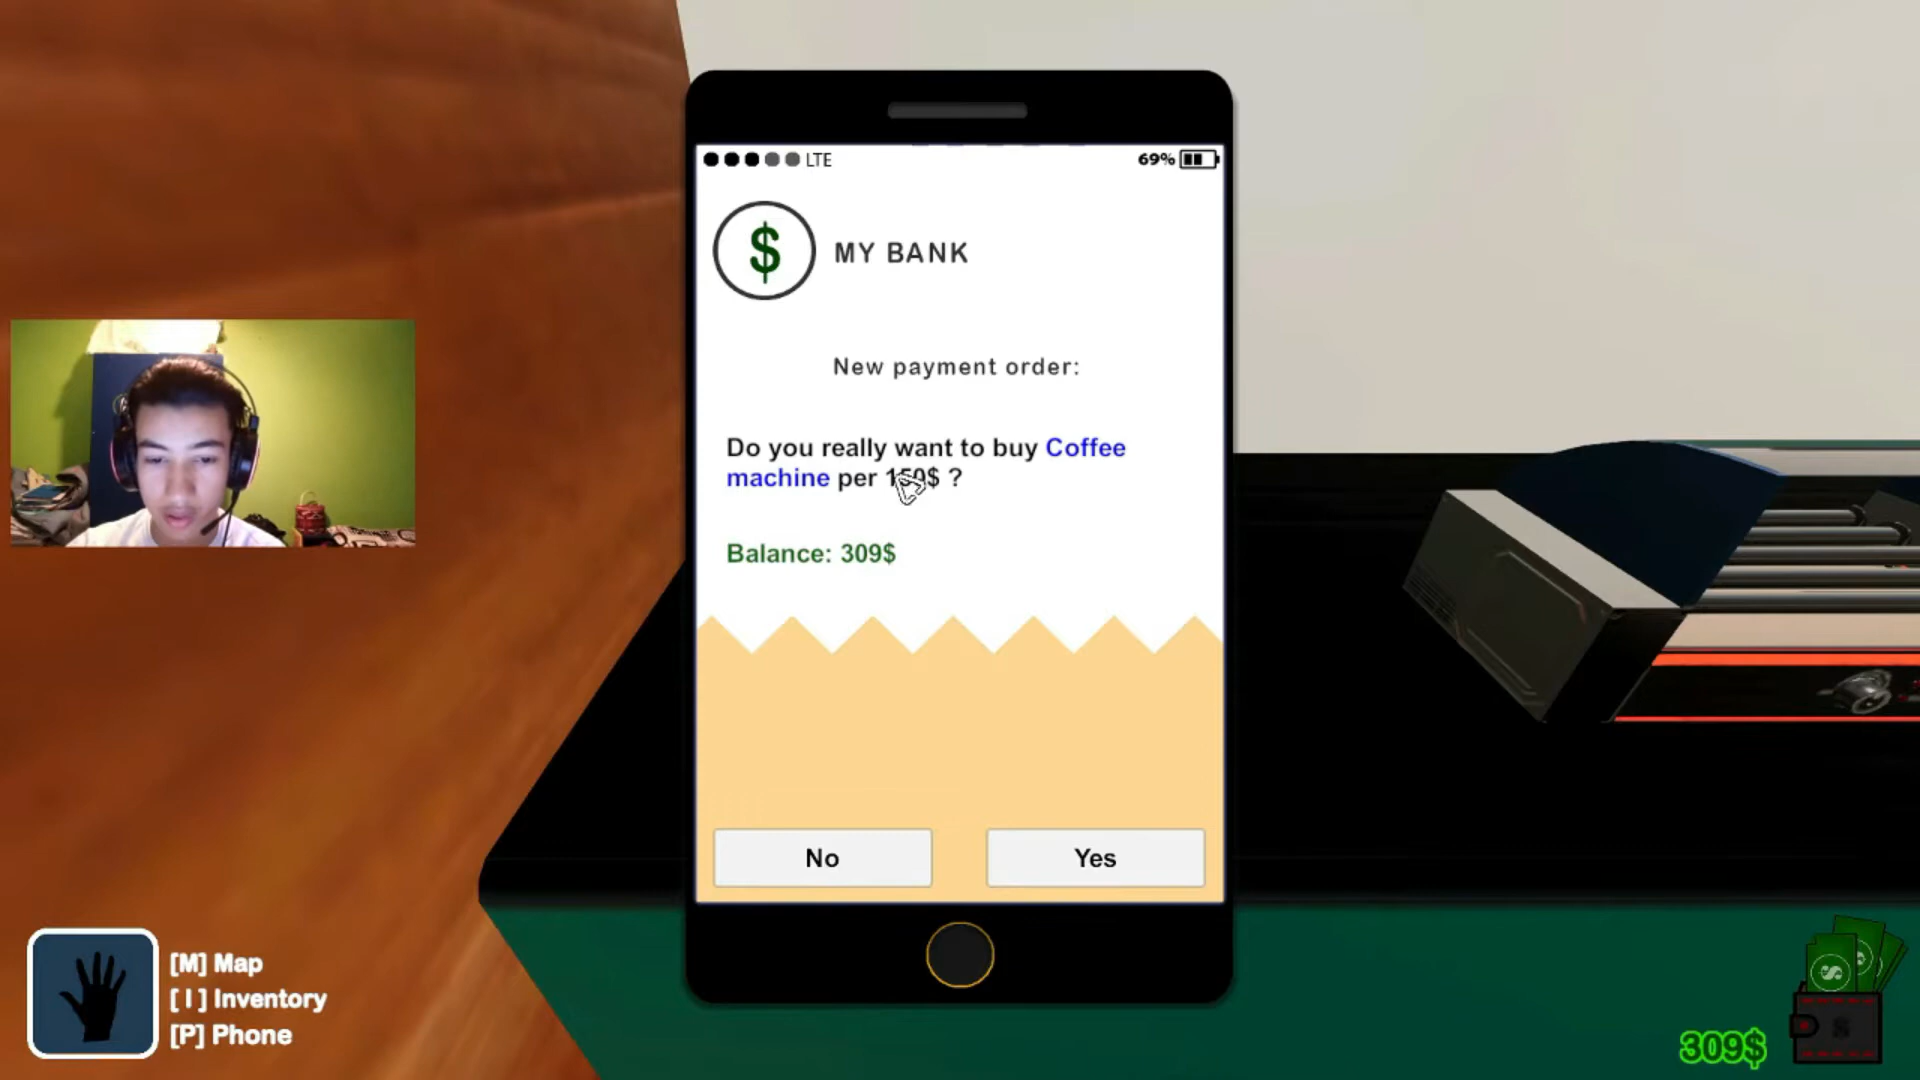 LTE
69%
$
MY BANK
New payment order:
Do you really want to buy Coffee
machine per 150$ ?
Balance: 309$
No
Yes
[M] Map
[ I ] Inventory
[P] Phone
309$